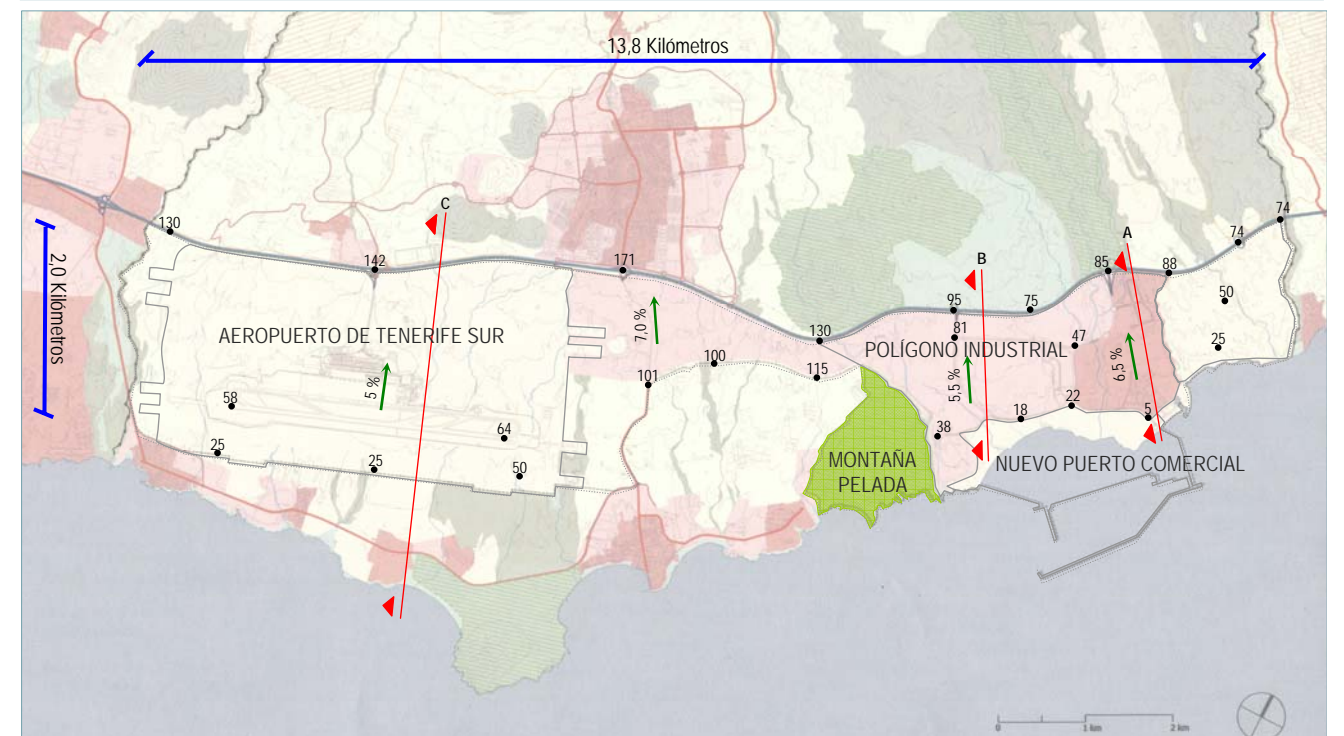 13,8 Kilómetros
2,0 Kilómetros
C
130
142
171
A
B
74
74
85
88
50
95
75
81
130
47
25
AEROPUERTO DE TENERIFE SUR
7,0 %
POLÍGONO INDUSTRIAL
6,5 %
5 %
100
101
115
5,5 %
58
64
22
18
5
38
25
25
50
MONTAÑA
PELADA
NUEVO PUERTO COMERCIAL
0
1 km
2 km